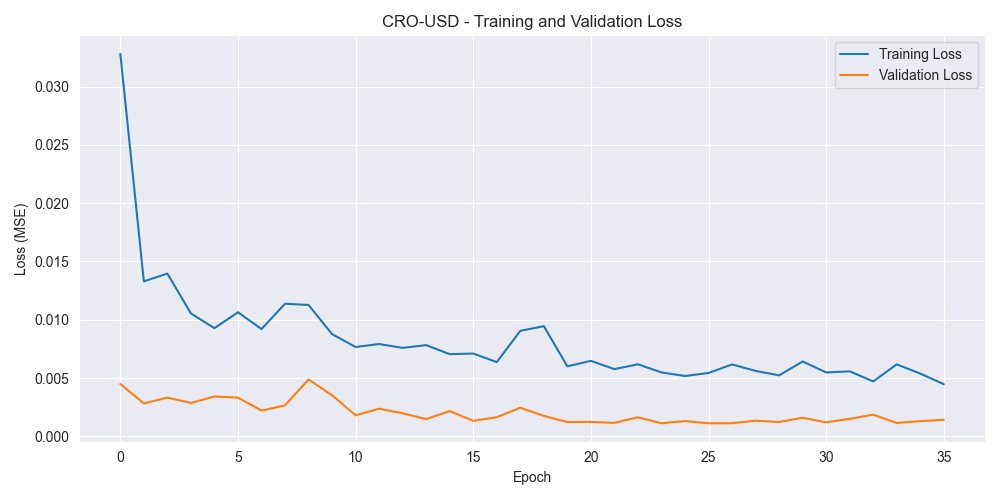 CRO-USD - Training and Validation Loss
Training Loss
Validation Loss
0.030
0.025
0.020
0.015
0.010
0.005
0.000
Loss (MSE)
0 5 10 15 20 25 30 35
Epoch